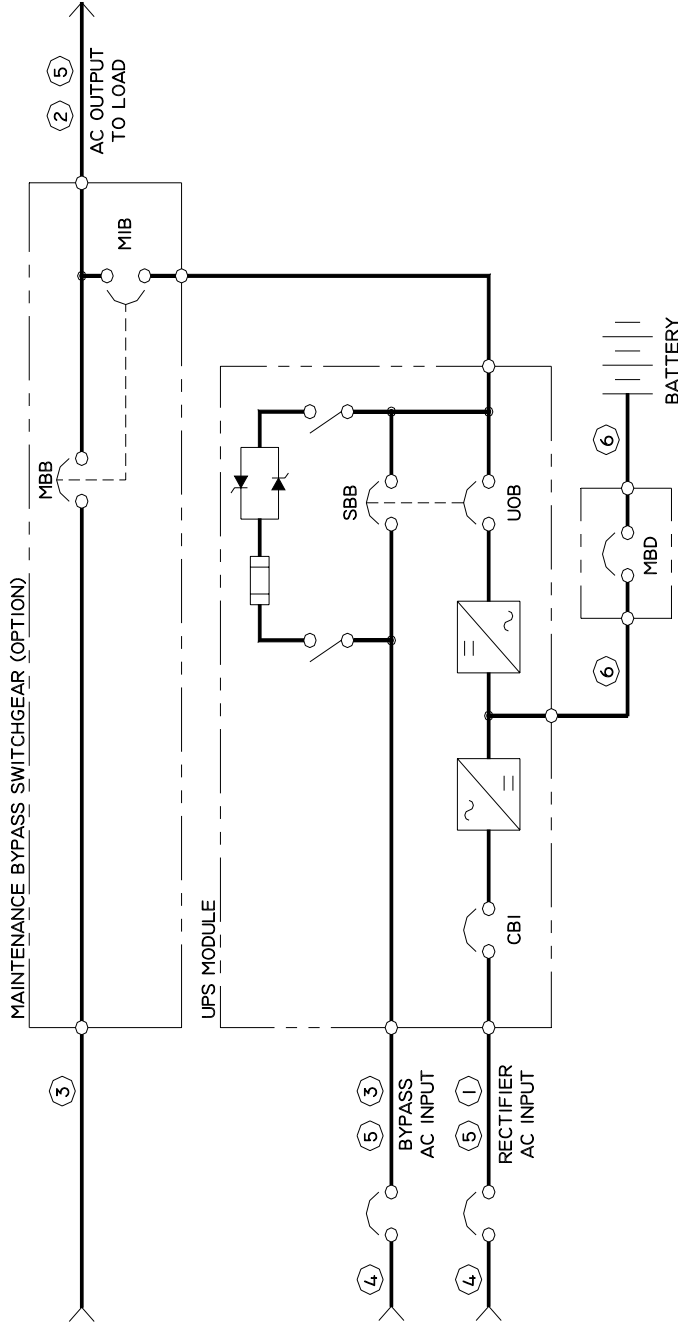 MAINTENANCE BYPASS SWITCHGEAR (OPTION)
3
MBB
MIB
2
5
AC OUTPUT
TO LOAD
UPS MODULE
4
5
3
BYPASS
AC INPUT
SBB
4
5
1
RECTIFIER
AC INPUT
CBI
UOB
6
MBD
6
BATTERY